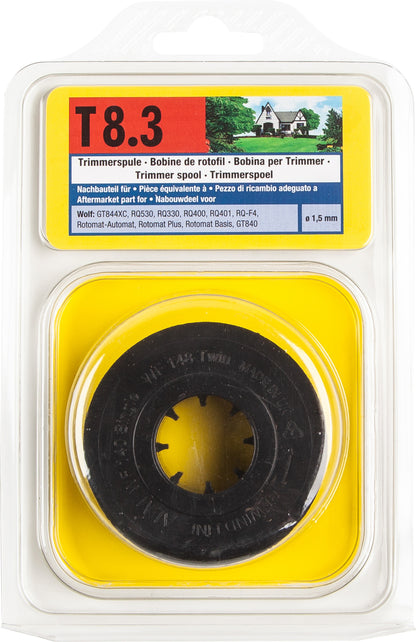 T 8.3
Trimmerspule · Bobine de rotofil · Bobina per Trimmer ·
Trimmer spool · Trimmerspoel
Nachbauteil für · Pièce équivalente à · Pezzo di ricambio adeguato a
Aftermarket part for · Nabouwdeel voor
Wolf: GT844XC, RQ530, RQ330, RQ400, RQ401, RQ-F4,
Rotomat-Automat, Rotomat Plus, Rotomat Basis, GT840
ø 1,5 mm
TWIN